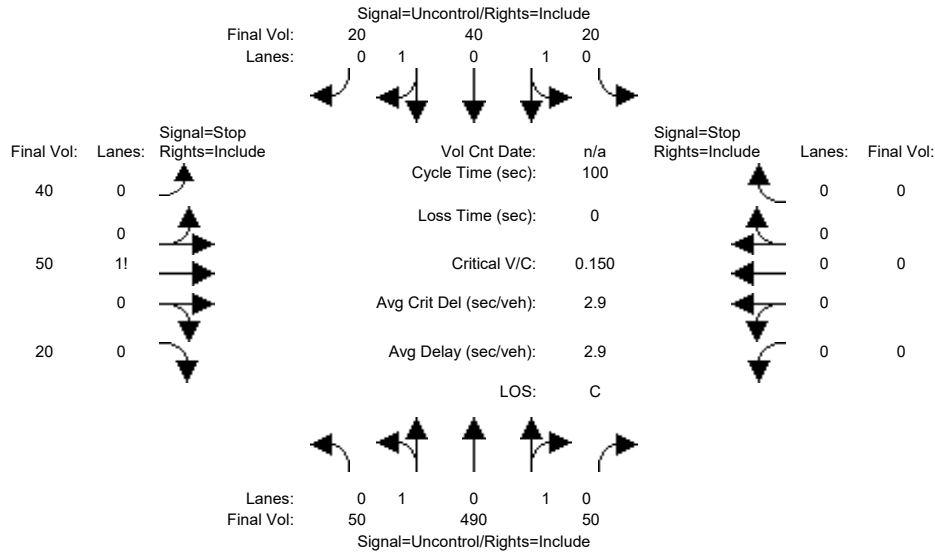 Signal=Uncontrol/Rights=Include
Final Vol: 20 40 20
Lanes: 0 1 0 1 0
Signal=Stop Signal=Stop
Final Vol: Lanes: Rights=Include Vol Cnt Date: n/a Rights=Include Lanes: Final Vol:
Cycle Time (sec): 100
40 0 0 0
Loss Time (sec): 0
0 0
50 1! Critical V/C: 0.150 0 0
0 Avg Crit Del (sec/veh): 2.9 0
20 0 Avg Delay (sec/veh): 2.9 0 0
LOS: C
Lanes: 0 1 0 1 0
Final Vol: 50 490 50
Signal=Uncontrol/Rights=Include